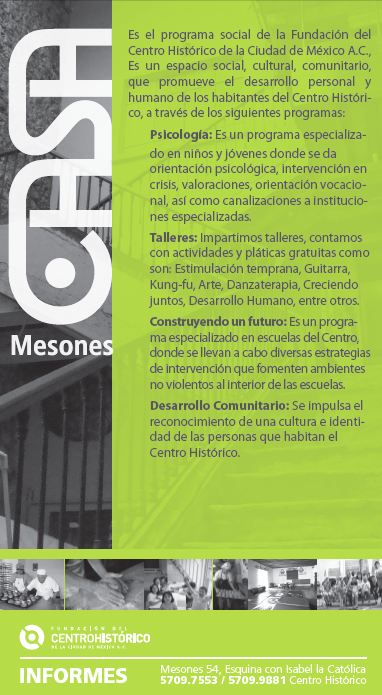 CASA
Mesones
Es el programa social de la Fundación del
Centro Histórico de la Ciudad de México A.C.,
Es un espacio social, cultural, comunitario,
que promueve el desarrollo personal y
humano de los habitantes del Centro Históri-
co, a través de los siguientes programas:
Psicología: Es un programa especializa-
do en niños y jóvenes donde se da
orientación psicológica, intervención en
crisis, valoraciones, orientación vocacio-
nal, así como canalizaciones a institucio-
nes especializadas.
Talleres: Impartimos talleres, contamos
con actividades y pláticas gratuitas como
son: Estimulación temprana, Guitarra,
Kung-fu, Arte, Danzaterapia, Creciendo
juntos, Desarrollo Humano, entre otros.
Construyendo un futuro: Es un progra-
ma especializado en escuelas del Centro,
donde se llevan a cabo diversas estrategias
de intervención que fomenten ambientes
no violentos al interior de las escuelas.
Desarrollo Comunitario: Se impulsa el
reconocimiento de una cultura e identi-
dad de las personas que habitan el
Centro Histórico.
FUNDACIÓN DEL
CENTROHISTÓRICO
DE LA CIUDAD DE MÉXICO A.C.
INFORMES
Mesones 54, Esquina con Isabel la Católica
5709.7553 / 5709.9881 Centro Histórico